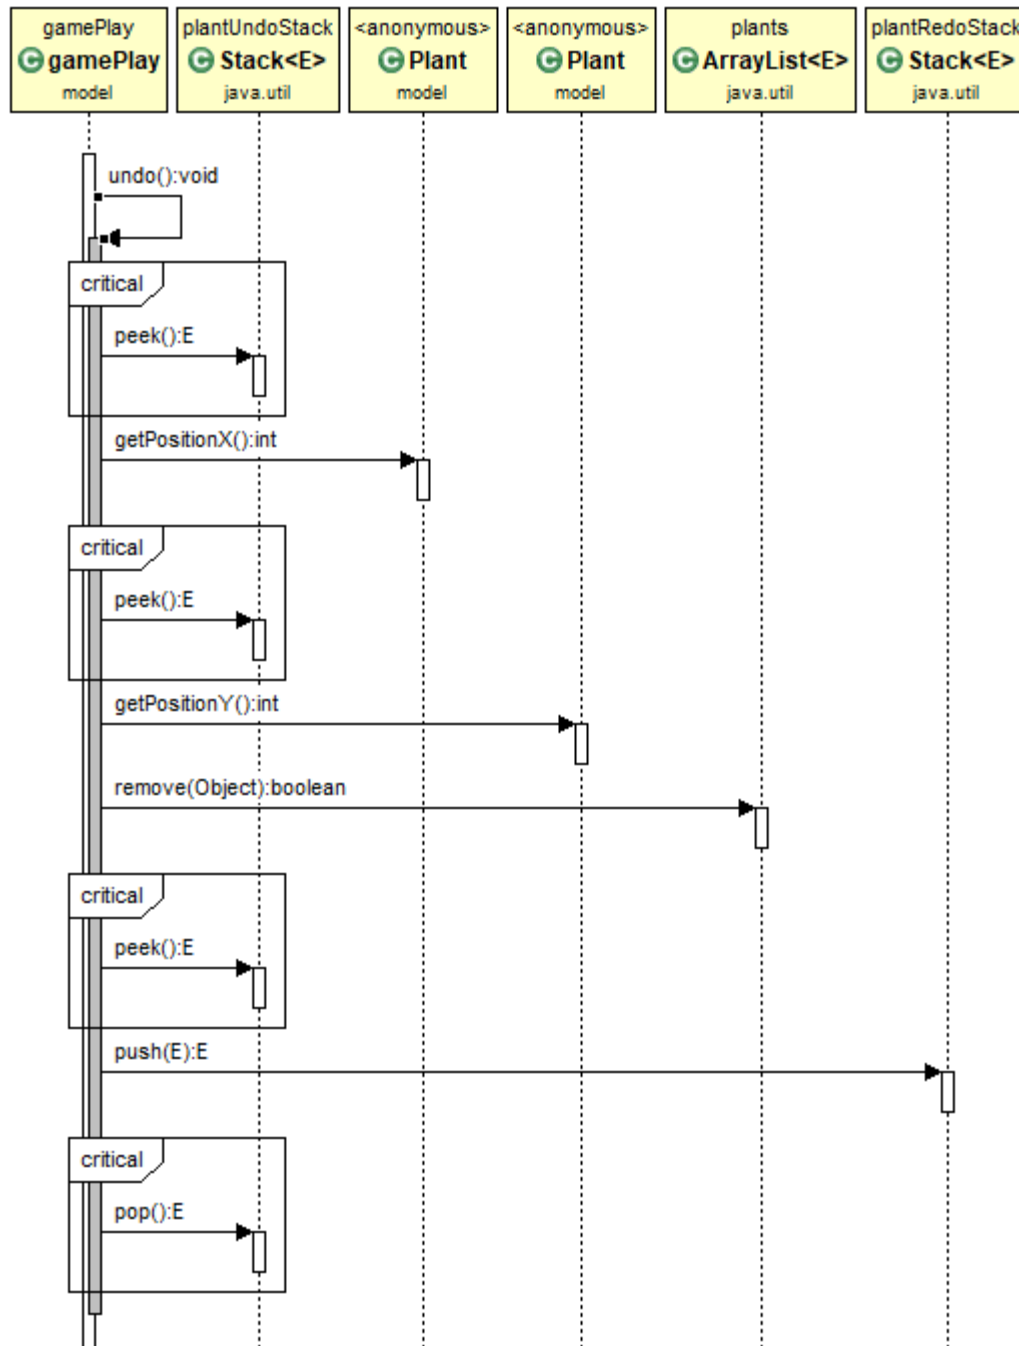 gamePlay
C gamePlay
model
plantUndoStack
C Stack<E>
java.util
<anonymous>
C Plant
model
<anonymous>
C Plant
model
plants
C ArrayList<E>
java.util
plantRedoStack
C Stack<E>
java.util
undo():void
critical
peek():E
getPositionX():int
critical
peek():E
getPositionY():int
remove(Object):boolean
critical
peek():E
push(E):E
critical
pop():E